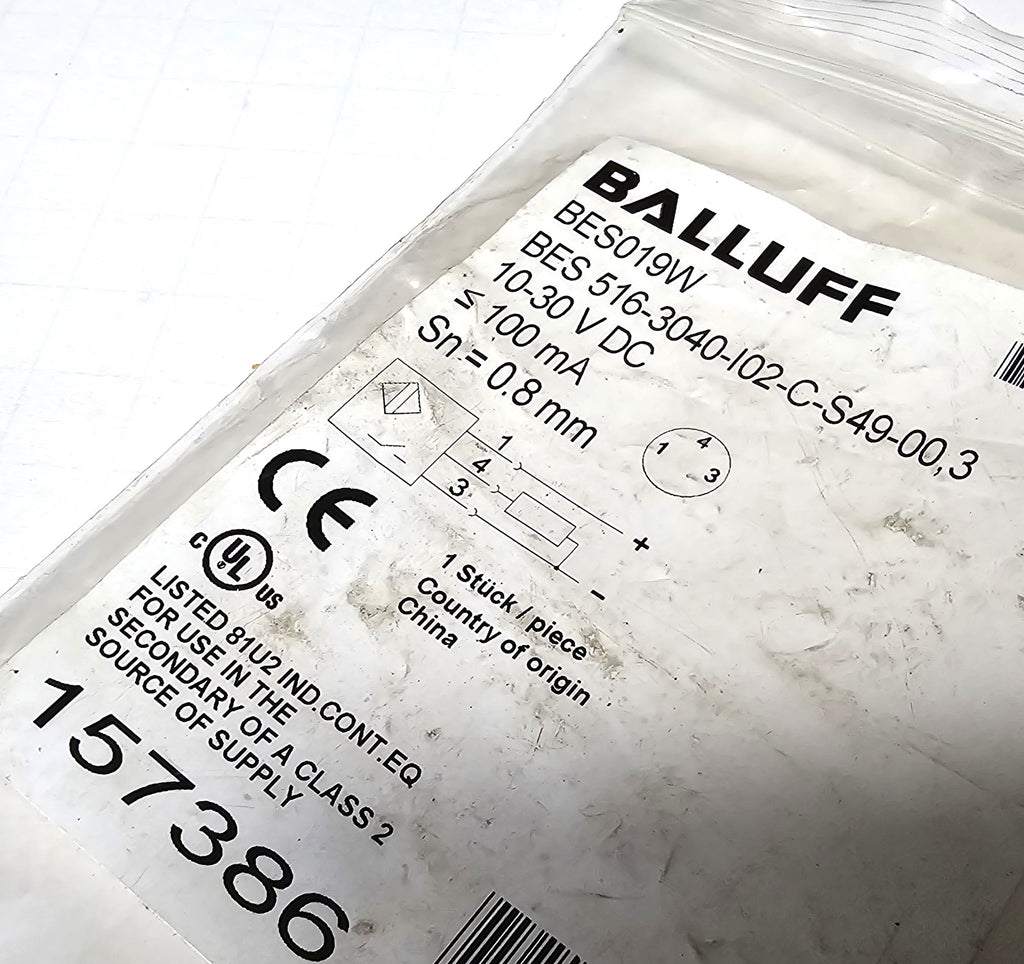 BALLUFF
BES019W
BES 516-3040-I02-C-S49-00,3
10-30 V DC
≤ 100 mA
Sn = 0.8 mm
1
4
3
1
4
3
+
−
CE
C UL US
LISTED 81U2 IND.CONT.EQ
FOR USE IN THE
SECONDARY OF A CLASS 2
SOURCE OF SUPPLY
1 Stück / piece
Country of origin
China
157386